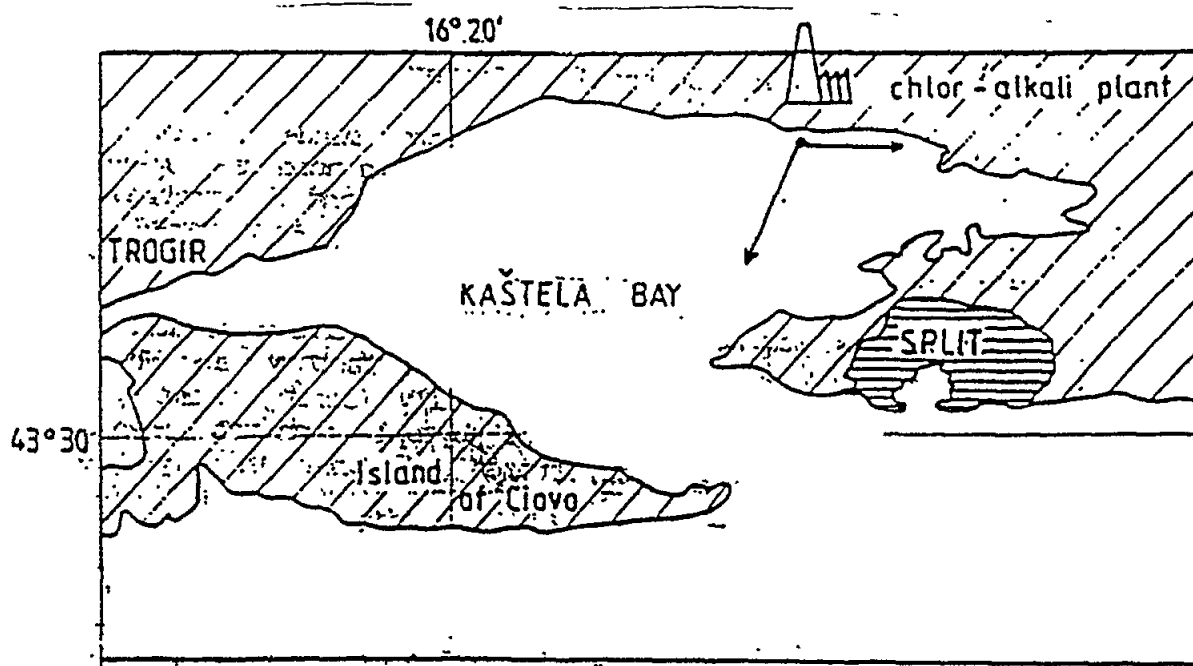 16°20'
chlor-alkali plant
TROGIR
KAŠTELA BAY
SPLIT
43°30'
Island
of Čiovo